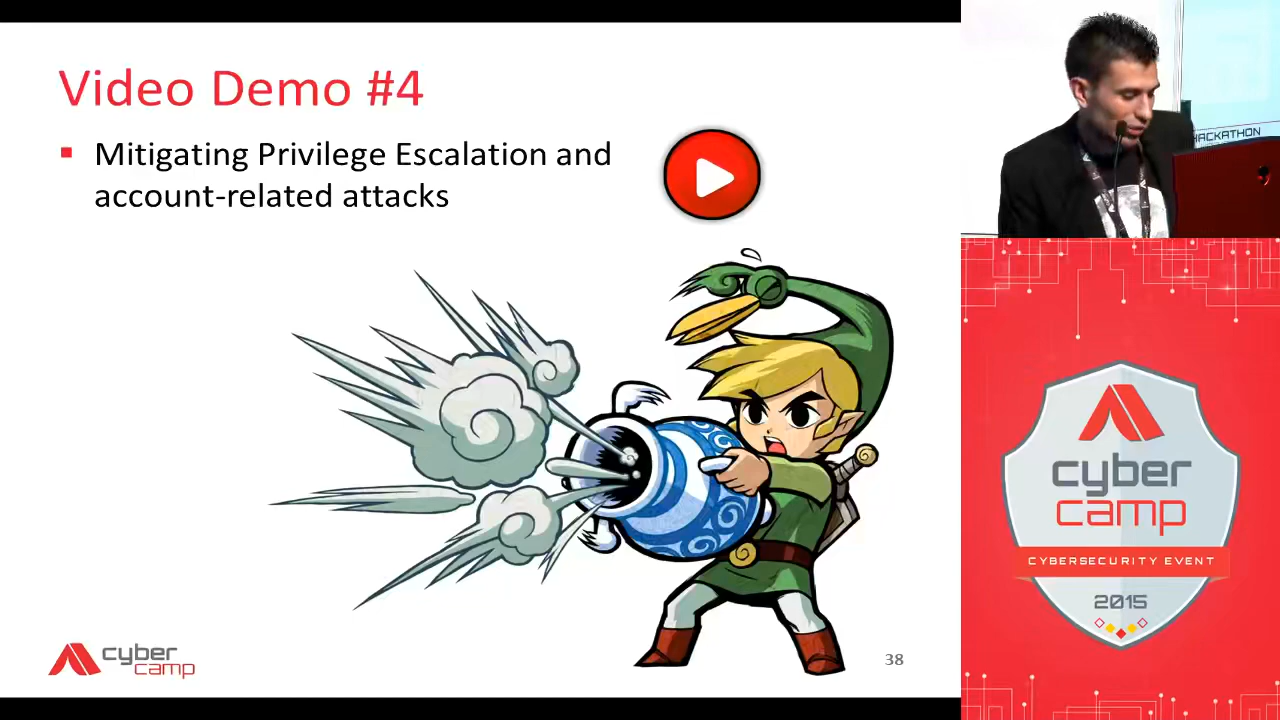 Video Demo #4
Mitigating Privilege Escalation and
account-related attacks
cyber
camp
38
HACKATHON
cyber
camp
CYBERSECURITY EVENT
2015